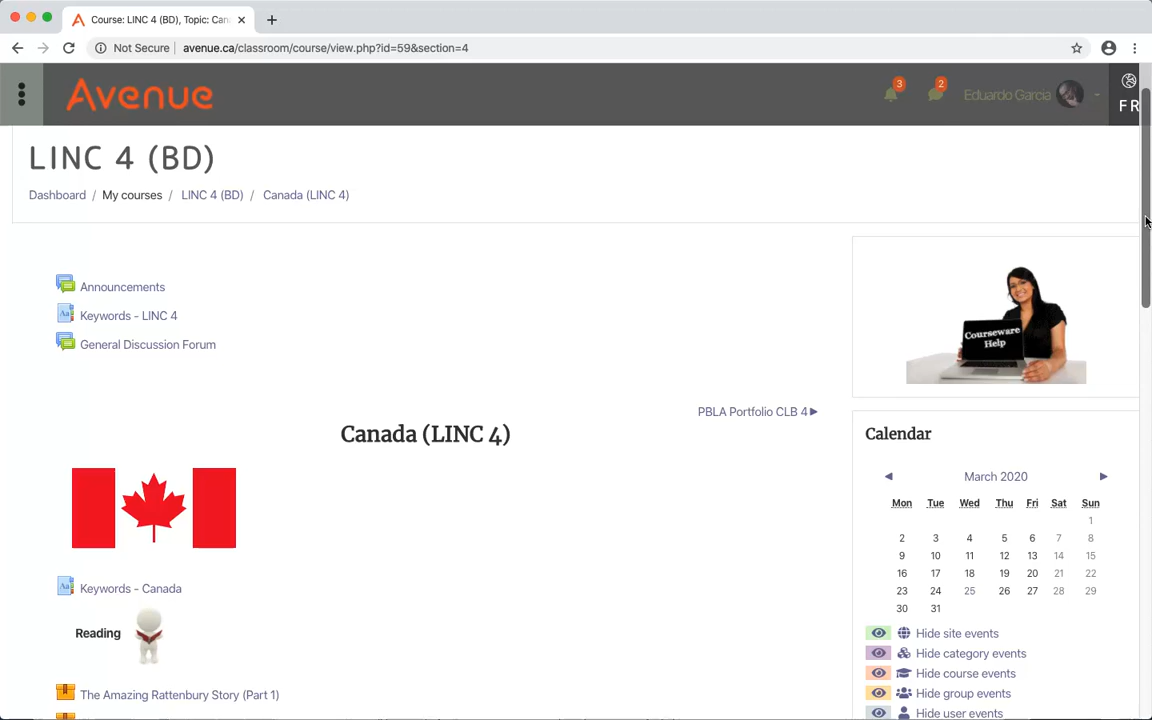 Course: LINC 4 (BD), Topic: Can
Not Secure avenue.ca/classroom/course/view.php?id=59&section=4
Avenue
3
2
Eduardo Garcia
FR
LINC 4 (BD)
Dashboard / My courses / LINC 4 (BD) / Canada (LINC 4)
Announcements
Aa Keywords - LINC 4
General Discussion Forum
Courseware
Help
PBLA Portfolio CLB 4
Canada (LINC 4)
Aa Keywords - Canada
Reading
The Amazing Rattenbury Story (Part 1)
Calendar
March 2020
Mon Tue Wed Thu Fri Sat Sun
1
2 3 4 5 6 7 8
9 10 11 12 13 14 15
16 17 18 19 20 21 22
23 24 25 26 27 28 29
30 31
Hide site events
Hide category events
Hide course events
Hide group events
Hide user events